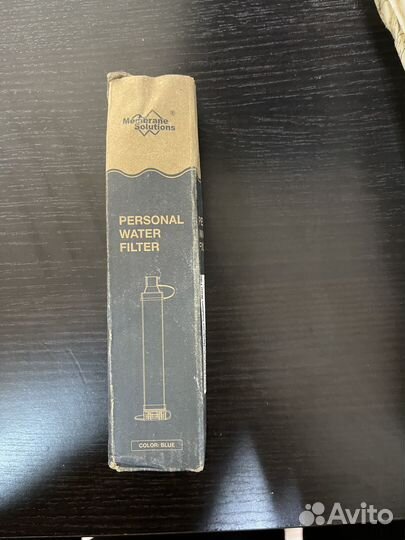 Membrane
Solutions
®
PERSONAL
WATER
FILTER
COLOR: BLUE
Avito